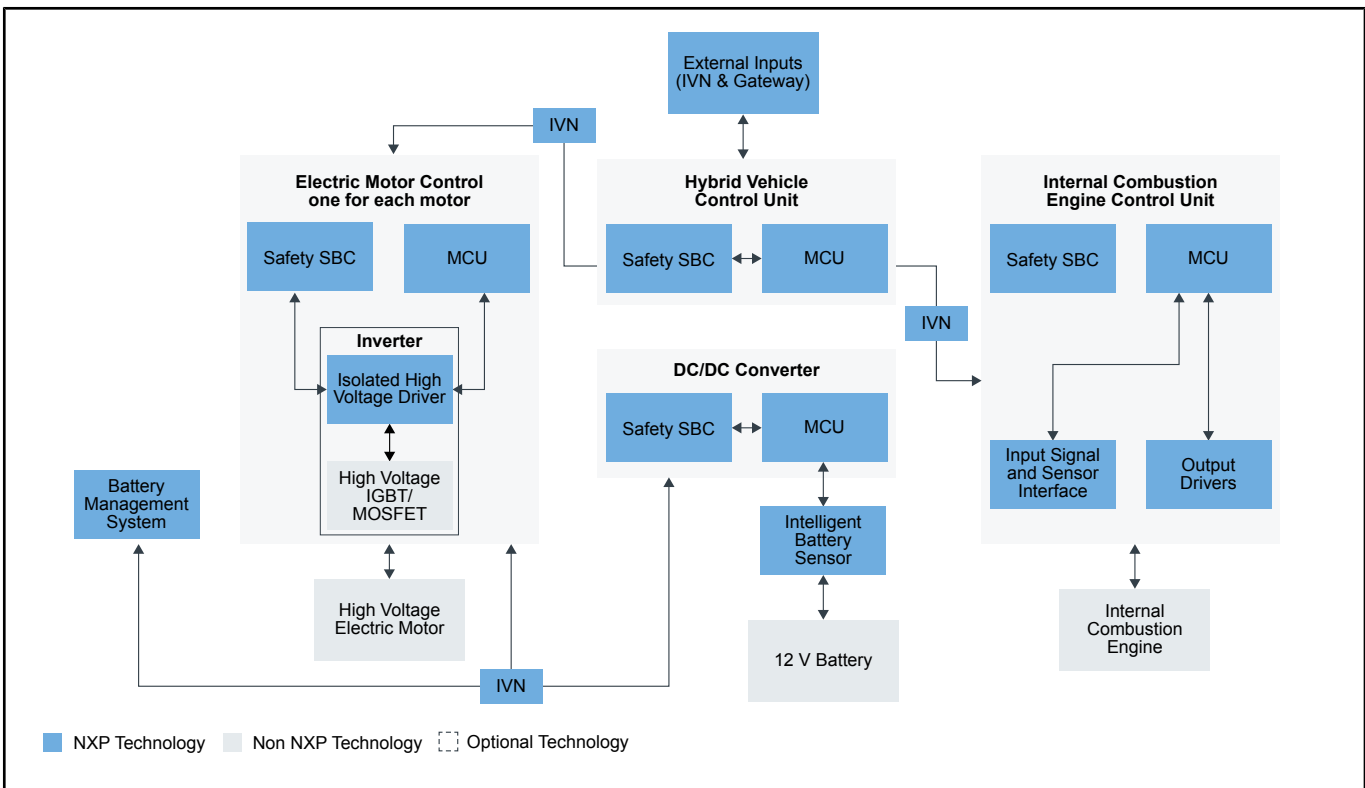 External Inputs
(IVN & Gateway)
IVN
Electric Motor Control
one for each motor
Safety SBC
MCU
Inverter
Isolated High
Voltage Driver
High Voltage
IGBT/
MOSFET
Hybrid Vehicle
Control Unit
Safety SBC
MCU
IVN
Internal Combustion
Engine Control Unit
Safety SBC
MCU
Input Signal
and Sensor
Interface
Output
Drivers
DC/DC Converter
Safety SBC
MCU
Intelligent
Battery
Sensor
12 V Battery
Battery
Management
System
High Voltage
Electric Motor
IVN
Internal
Combustion
Engine
NXP Technology
Non NXP Technology
Optional Technology